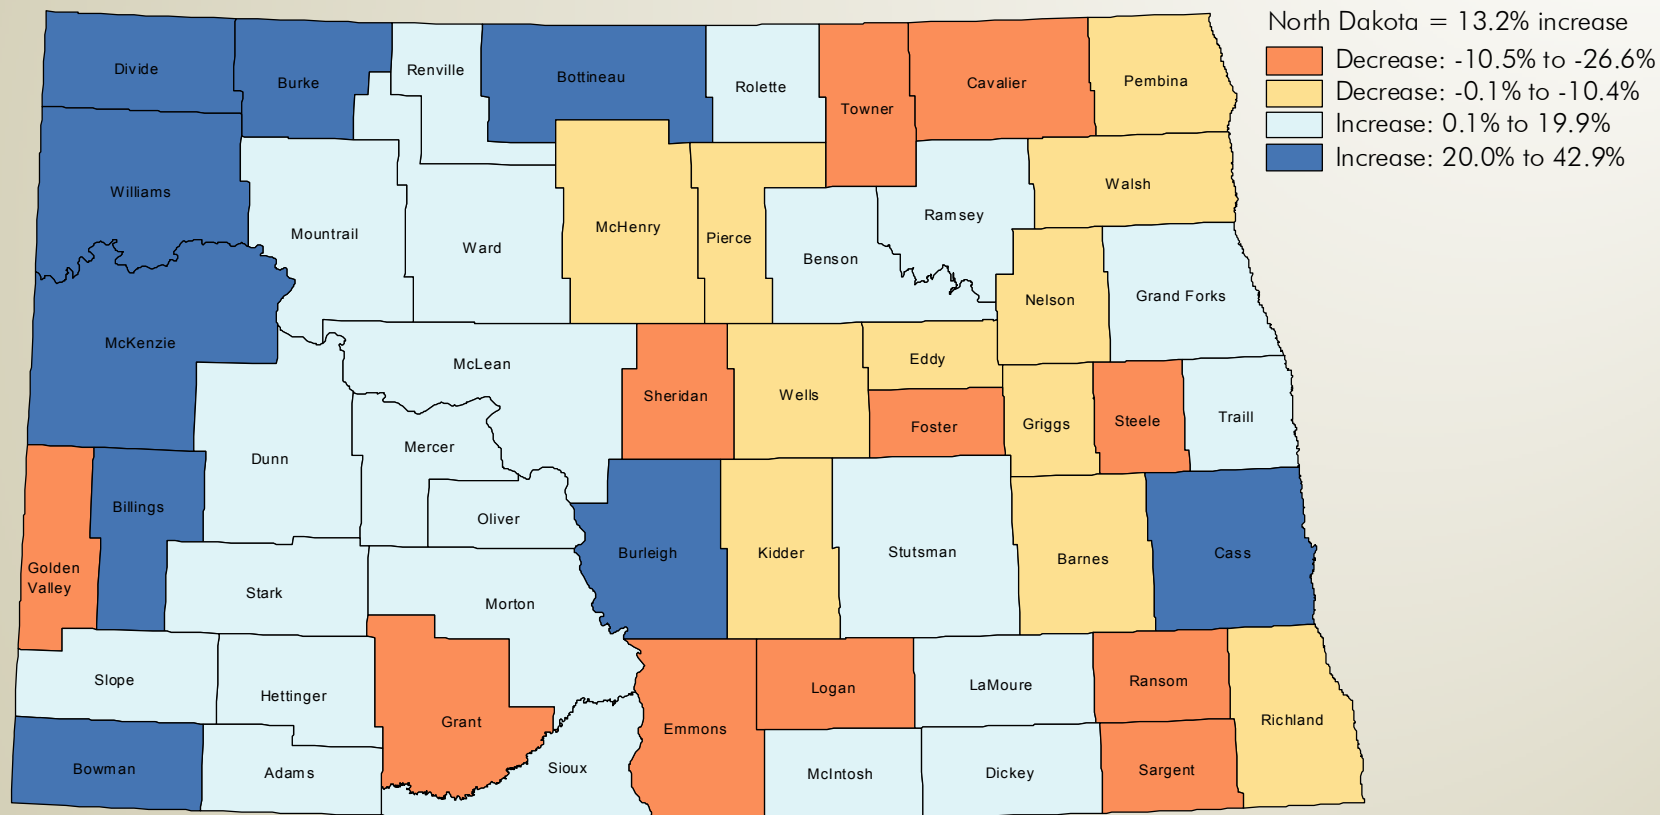 North Dakota = 13.2% increase
Decrease: -10.5% to -26.6%
Decrease: -0.1% to -10.4%
Increase: 0.1% to 19.9%
Increase: 20.0% to 42.9%
Divide
Burke
Renville
Bottineau
Rolette
Towner
Cavalier
Pembina
Williams
Mountrail
Ward
McHenry
Pierce
Benson
Ramsey
Walsh
Nelson
Grand Forks
McKenzie
McLean
Sheridan
Wells
Eddy
Foster
Griggs
Steele
Traill
Dunn
Mercer
Oliver
Golden
Valley
Billings
Stark
Morton
Burleigh
Kidder
Stutsman
Barnes
Cass
Slope
Hettinger
Grant
Emmons
Logan
LaMoure
Ransom
Richland
Bowman
Adams
Sioux
McIntosh
Dickey
Sargent